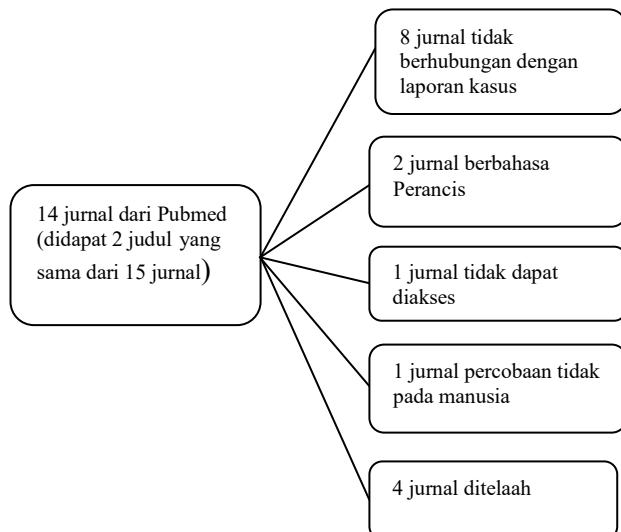 14 jurnal dari Pubmed
(didapat 2 judul yang
sama dari 15 jurnal)
8 jurnal tidak
berhubungan dengan
laporan kasus
2 jurnal berbahasa
Perancis
1 jurnal tidak dapat
diakses
1 jurnal percobaan tidak
pada manusia
4 jurnal ditelaah